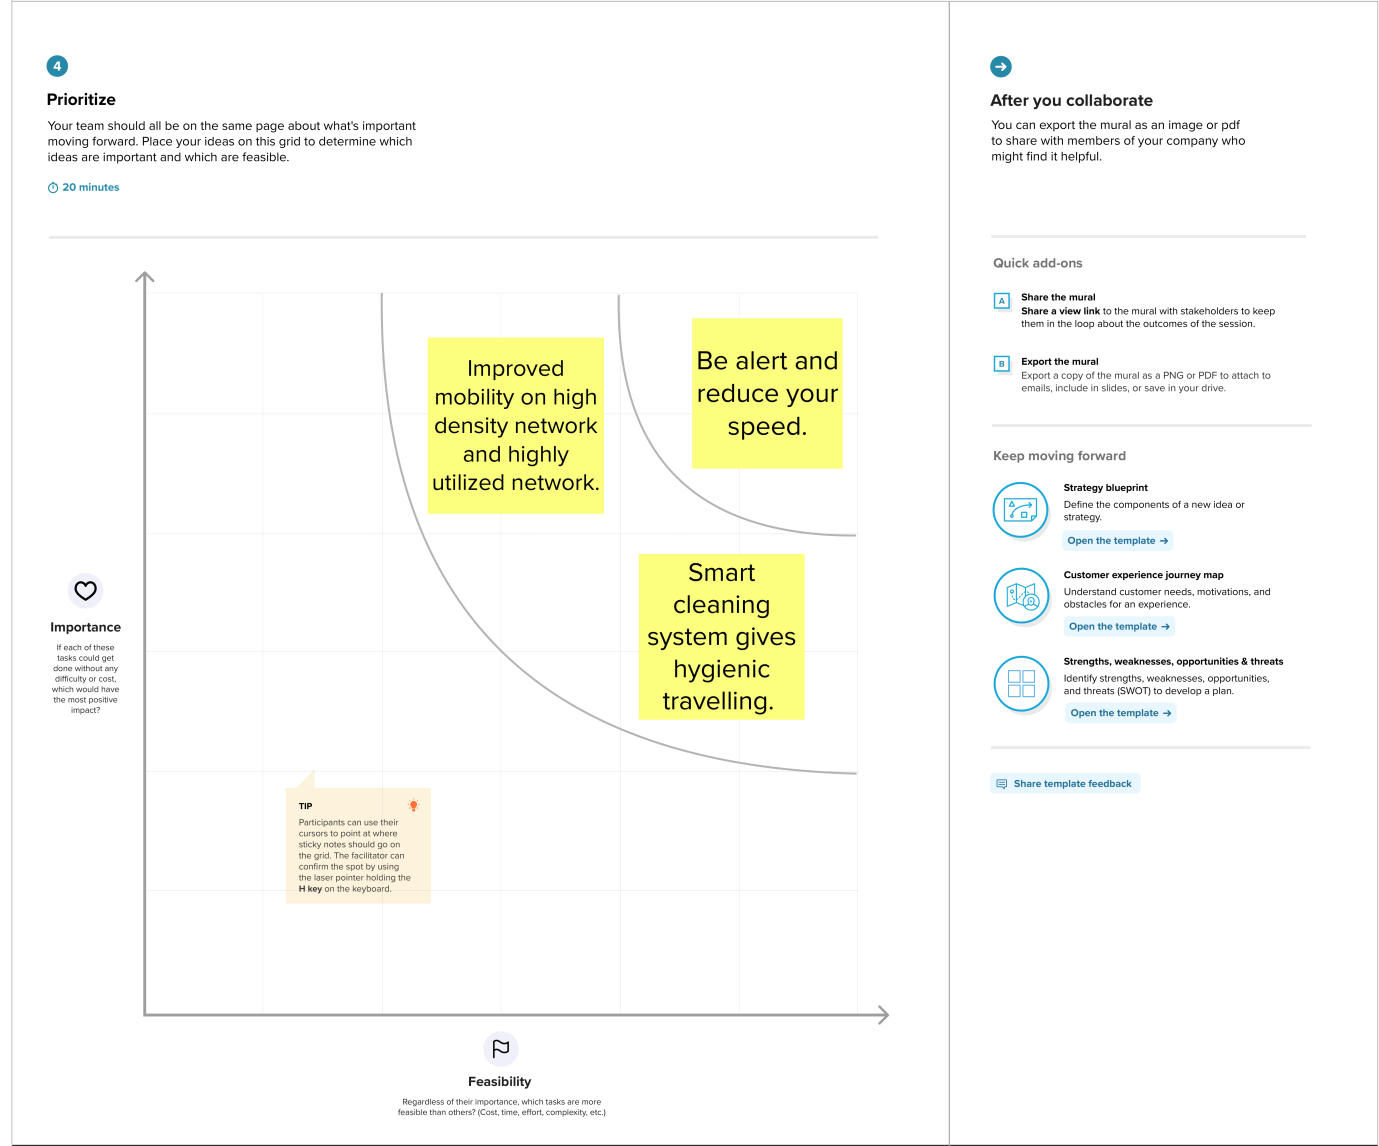 4
Prioritize
Your team should all be on the same page about what's important
moving forward. Place your ideas on this grid to determine which
ideas are important and which are feasible.
20 minutes
Improved
mobility on high
density network
and highly
utilized network.
Be alert and
reduce your
speed.
Smart
cleaning
system gives
hygienic
travelling.
Importance
If each of these
tasks could get
done without any
difficulty or cost,
which would have
the most positive
impact?
TIP
Participants can use their
cursors to point at where
sticky notes should go on
the grid. The facilitator can
confirm the spot by using
the laser pointer holding the
H key on the keyboard.
Feasibility
Regardless of their importance, which tasks are more
feasible than others? (Cost, time, effort, complexity, etc.)
After you collaborate
You can export the mural as an image or pdf
to share with members of your company who
might find it helpful.
Quick add-ons
A
Share the mural
Share a view link to the mural with stakeholders to keep
them in the loop about the outcomes of the session.
B
Export the mural
Export a copy of the mural as a PNG or PDF to attach to
emails, include in slides, or save in your drive.
Keep moving forward
Strategy blueprint
Define the components of a new idea or
strategy.
Open the template →
Customer experience journey map
Understand customer needs, motivations, and
obstacles for an experience.
Open the template →
Strengths, weaknesses, opportunities & threats
Identify strengths, weaknesses, opportunities,
and threats (SWOT) to develop a plan.
Open the template →
Share template feedback